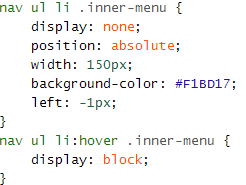 nav ul li .inner-menu {
    display: none;
    position: absolute;
    width: 150px;
    background-color: #F1BD17;
    left: -1px;
}
nav ul li:hover .inner-menu {
    display: block;
}